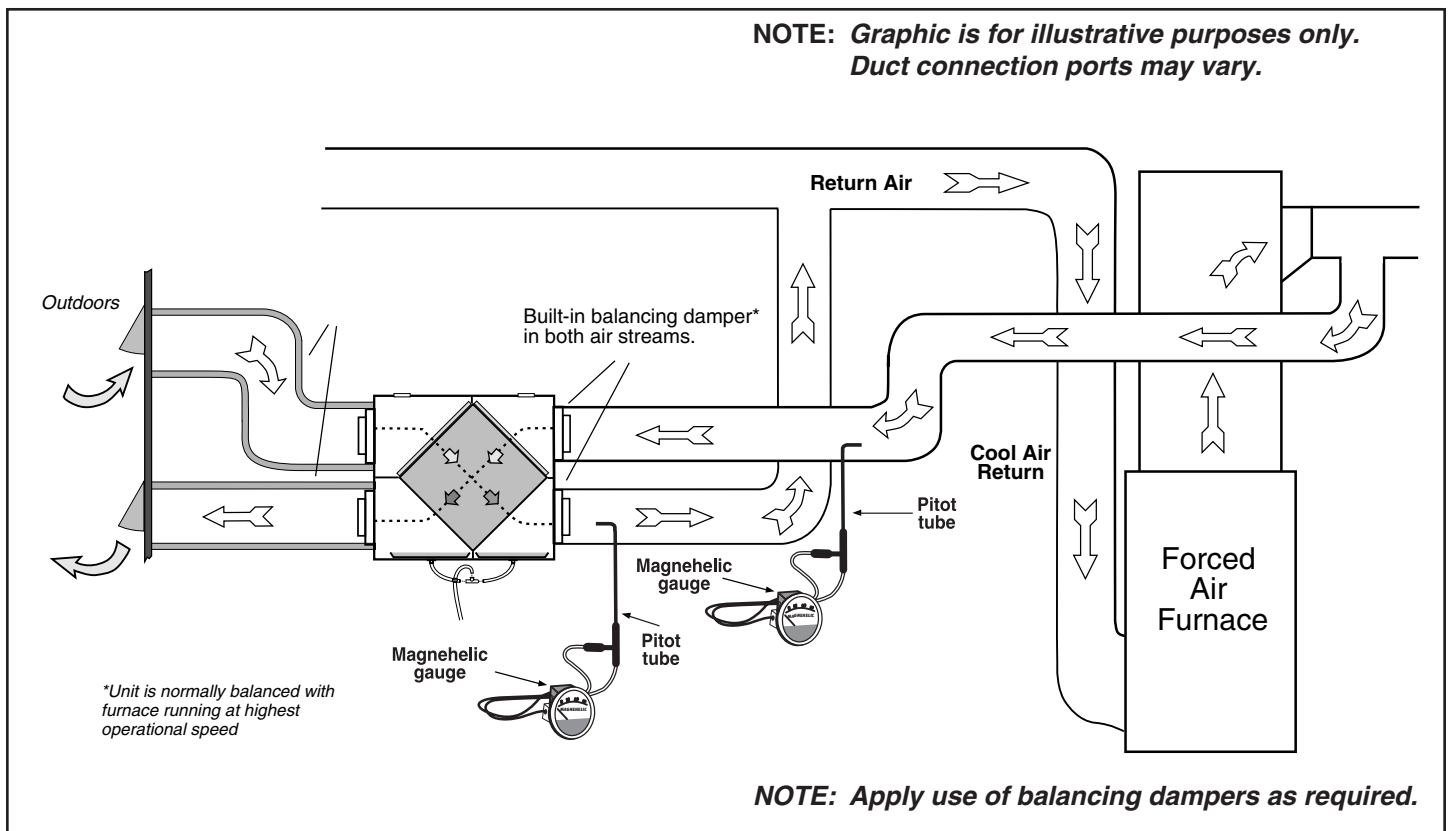 NOTE: Graphic is for illustrative purposes only.
Duct connection ports may vary.
Return Air
Outdoors
Built-in balancing damper*
in both air streams.
Cool Air
Return
Pitot
tube
Magnehelic
gauge
MAGNEHELIC
Forced
Air
Furnace
Pitot
tube
Magnehelic
gauge
MAGNEHELIC
*Unit is normally balanced with
furnace running at highest
operational speed
NOTE: Apply use of balancing dampers as required.